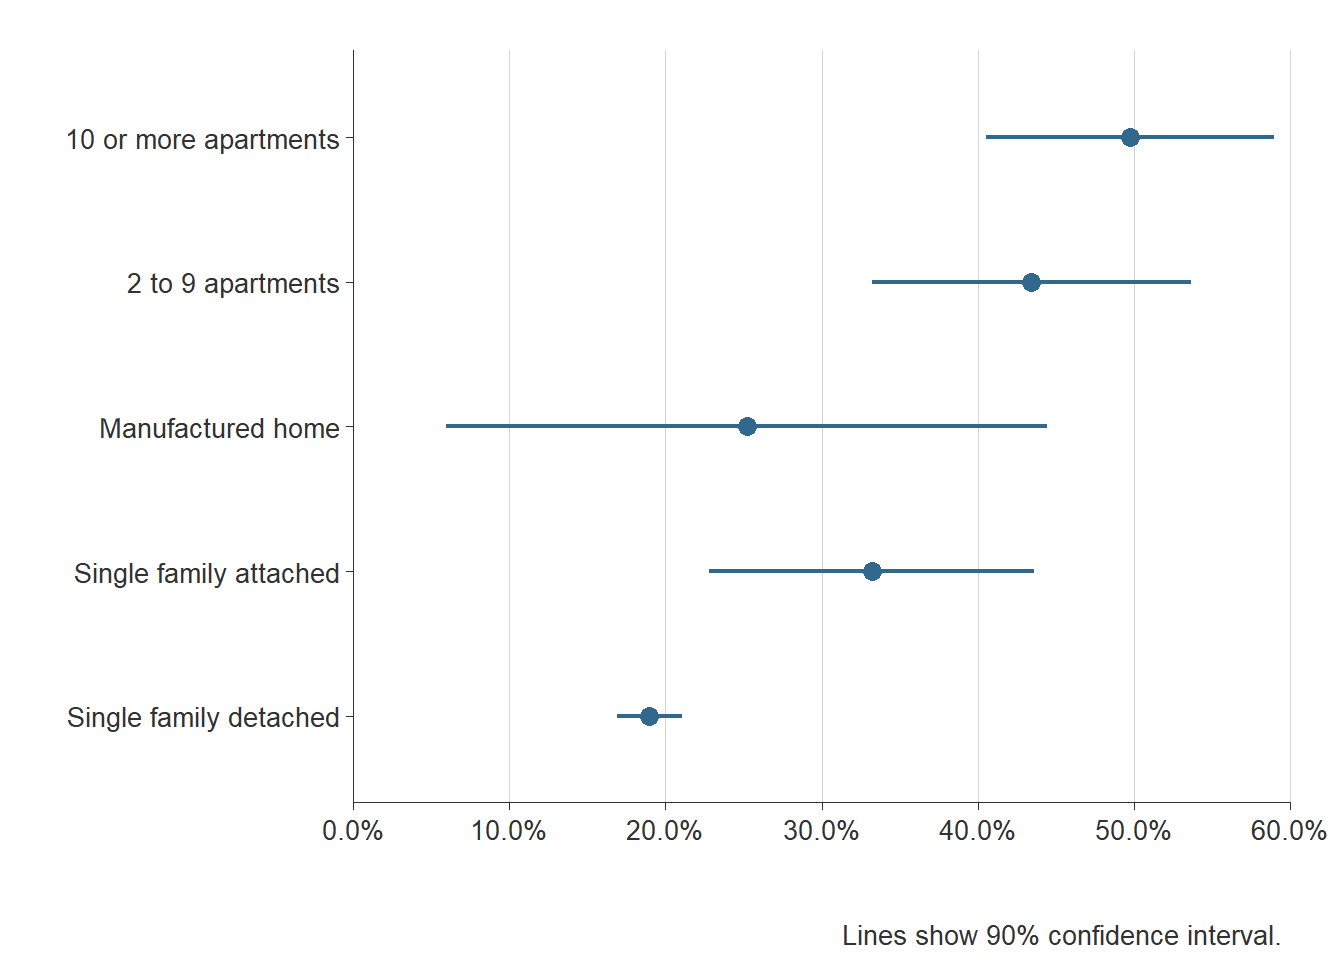 10 or more apartments
2 to 9 apartments
Manufactured home
Single family attached
Single family detached
0.0% 10.0% 20.0% 30.0% 40.0% 50.0% 60.0%
Lines show 90% confidence interval.